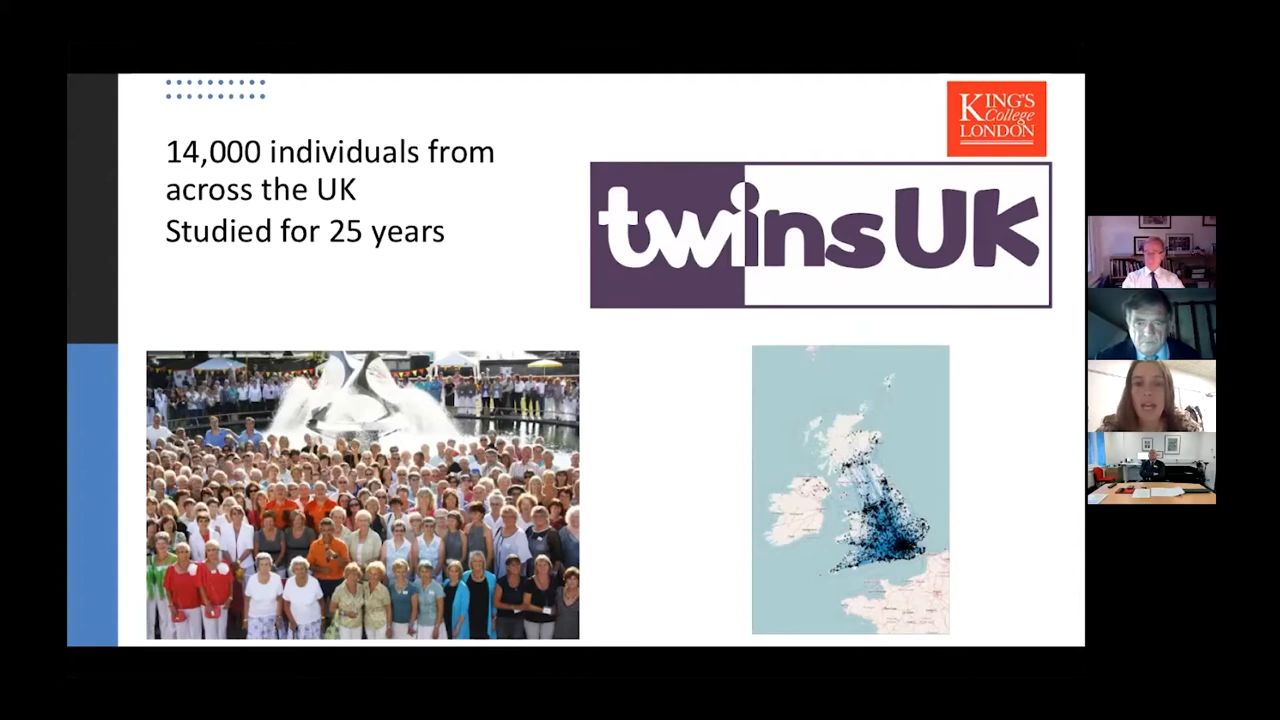 14,000 individuals from
across the UK
Studied for 25 years
KING'S
College
LONDON
twinsUK